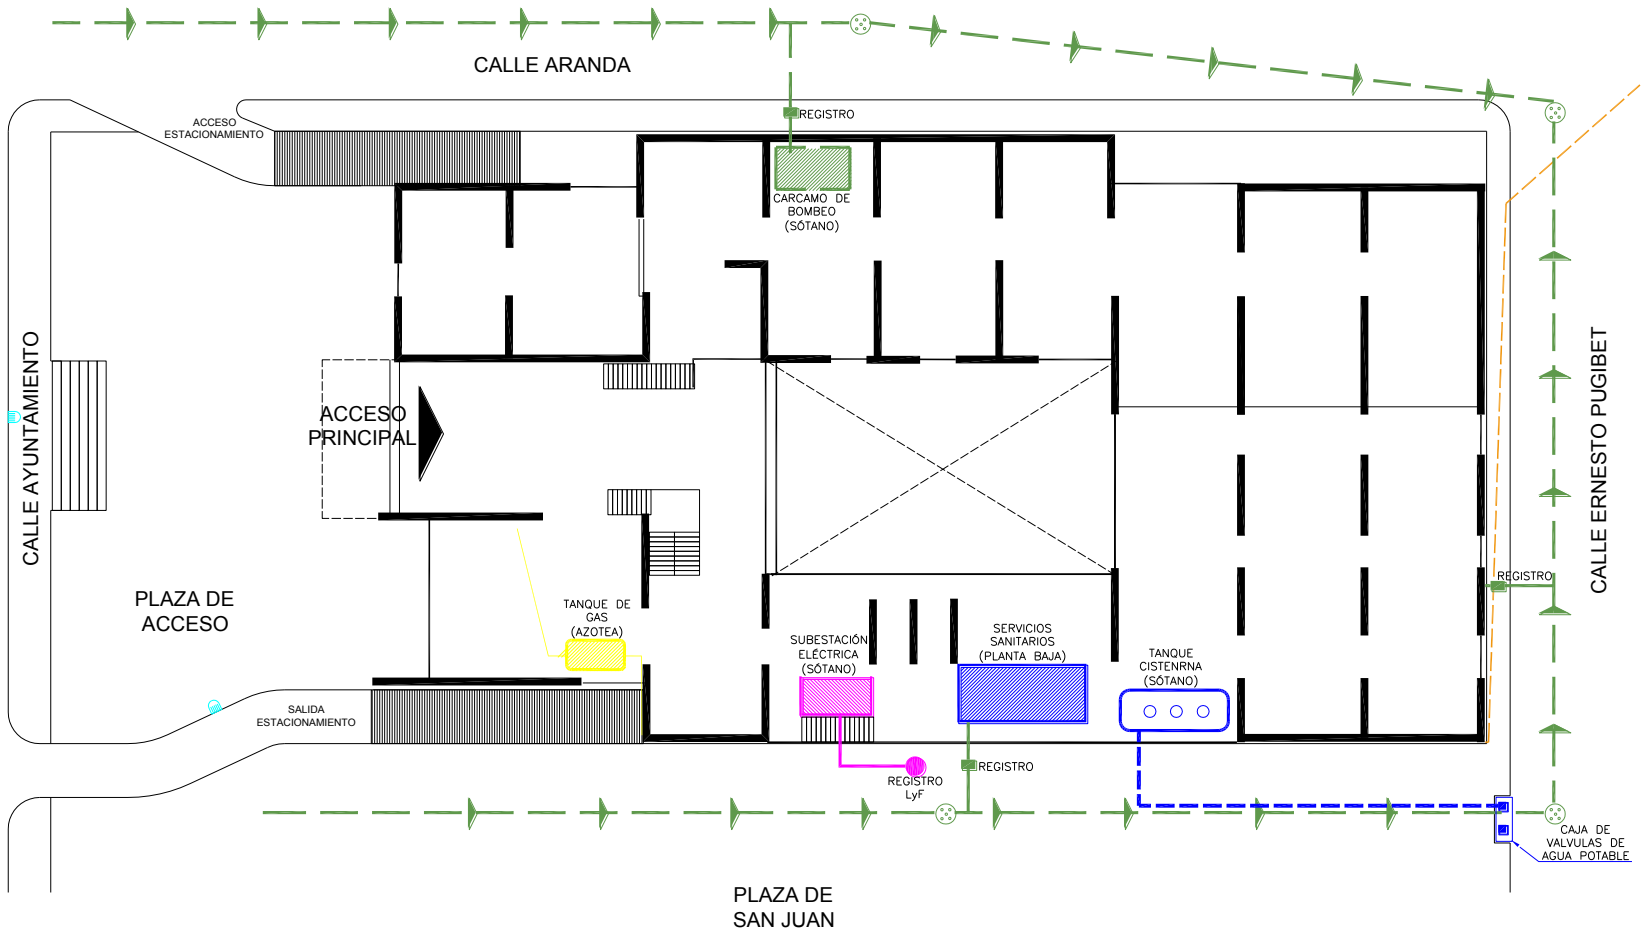 CALLE ARANDA
ACCESO
ESTACIONAMIENTO
REGISTRO
CARCAMO DE
BOMBEO
(SÓTANO)
CALLE AYUNTAMIENTO
ACCESO
PRINCIPAL
CALLE ERNESTO PUGIBET
REGISTRO
PLAZA DE
ACCESO
TANQUE DE
GAS
(AZOTEA)
SUBESTACIÓN
ELÉCTRICA
(SÓTANO)
SERVICIOS
SANITARIOS
(PLANTA BAJA)
TANQUE
CISTENRNA
(SÓTANO)
SALIDA
ESTACIONAMIENTO
REGISTRO
LyF
REGISTRO
CAJA DE
VALVULAS DE
AGUA POTABLE
PLAZA DE
SAN JUAN